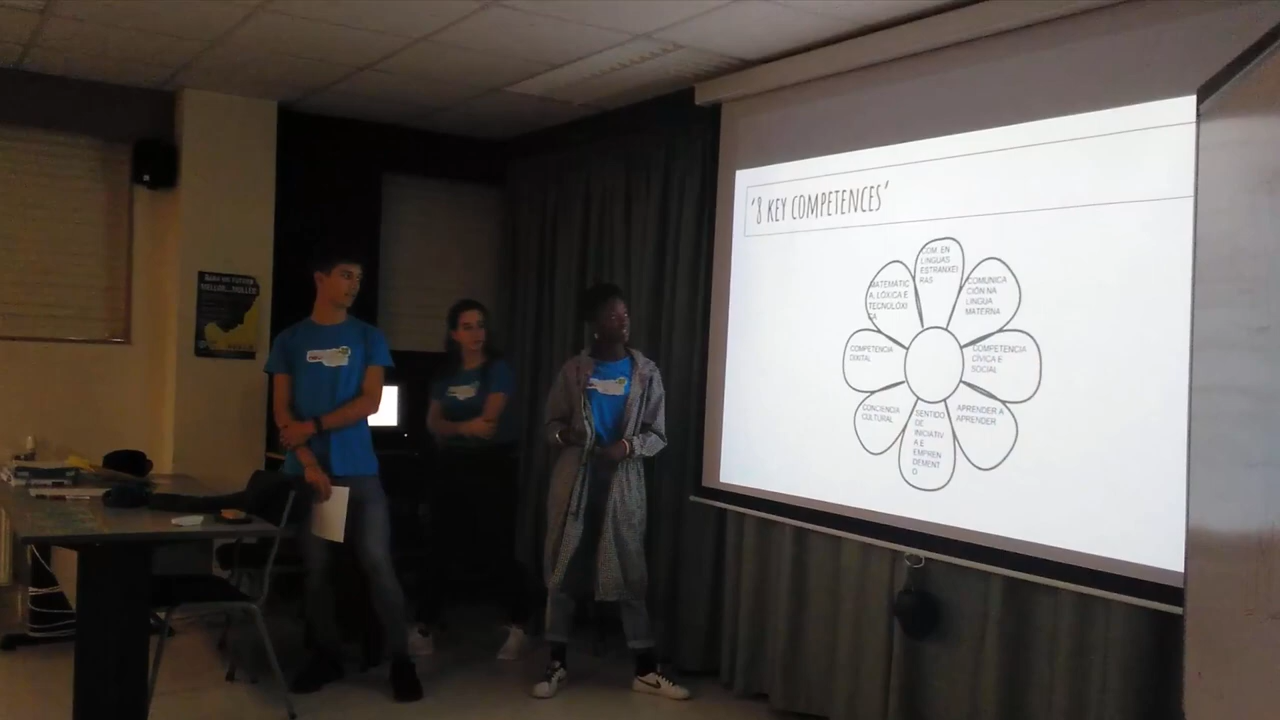 '8 KEY COMPETENCES'
COM. EN
LINGUAS
ESTRANXEI
RAS
COMUNICA
CIÓN NA
LINGUA
MATERNA
COMPETENCIA
CÍVICA E
SOCIAL
APRENDER A
APRENDER
SENTIDO
DE
INICIATIV
A E
EMPREN
DEMENT
O
CONCIENCIA
CULTURAL
COMPETENCIA
DIXITAL
MATEMÁTIC
A, LÓXICA E
TECNOLÓXI
CA